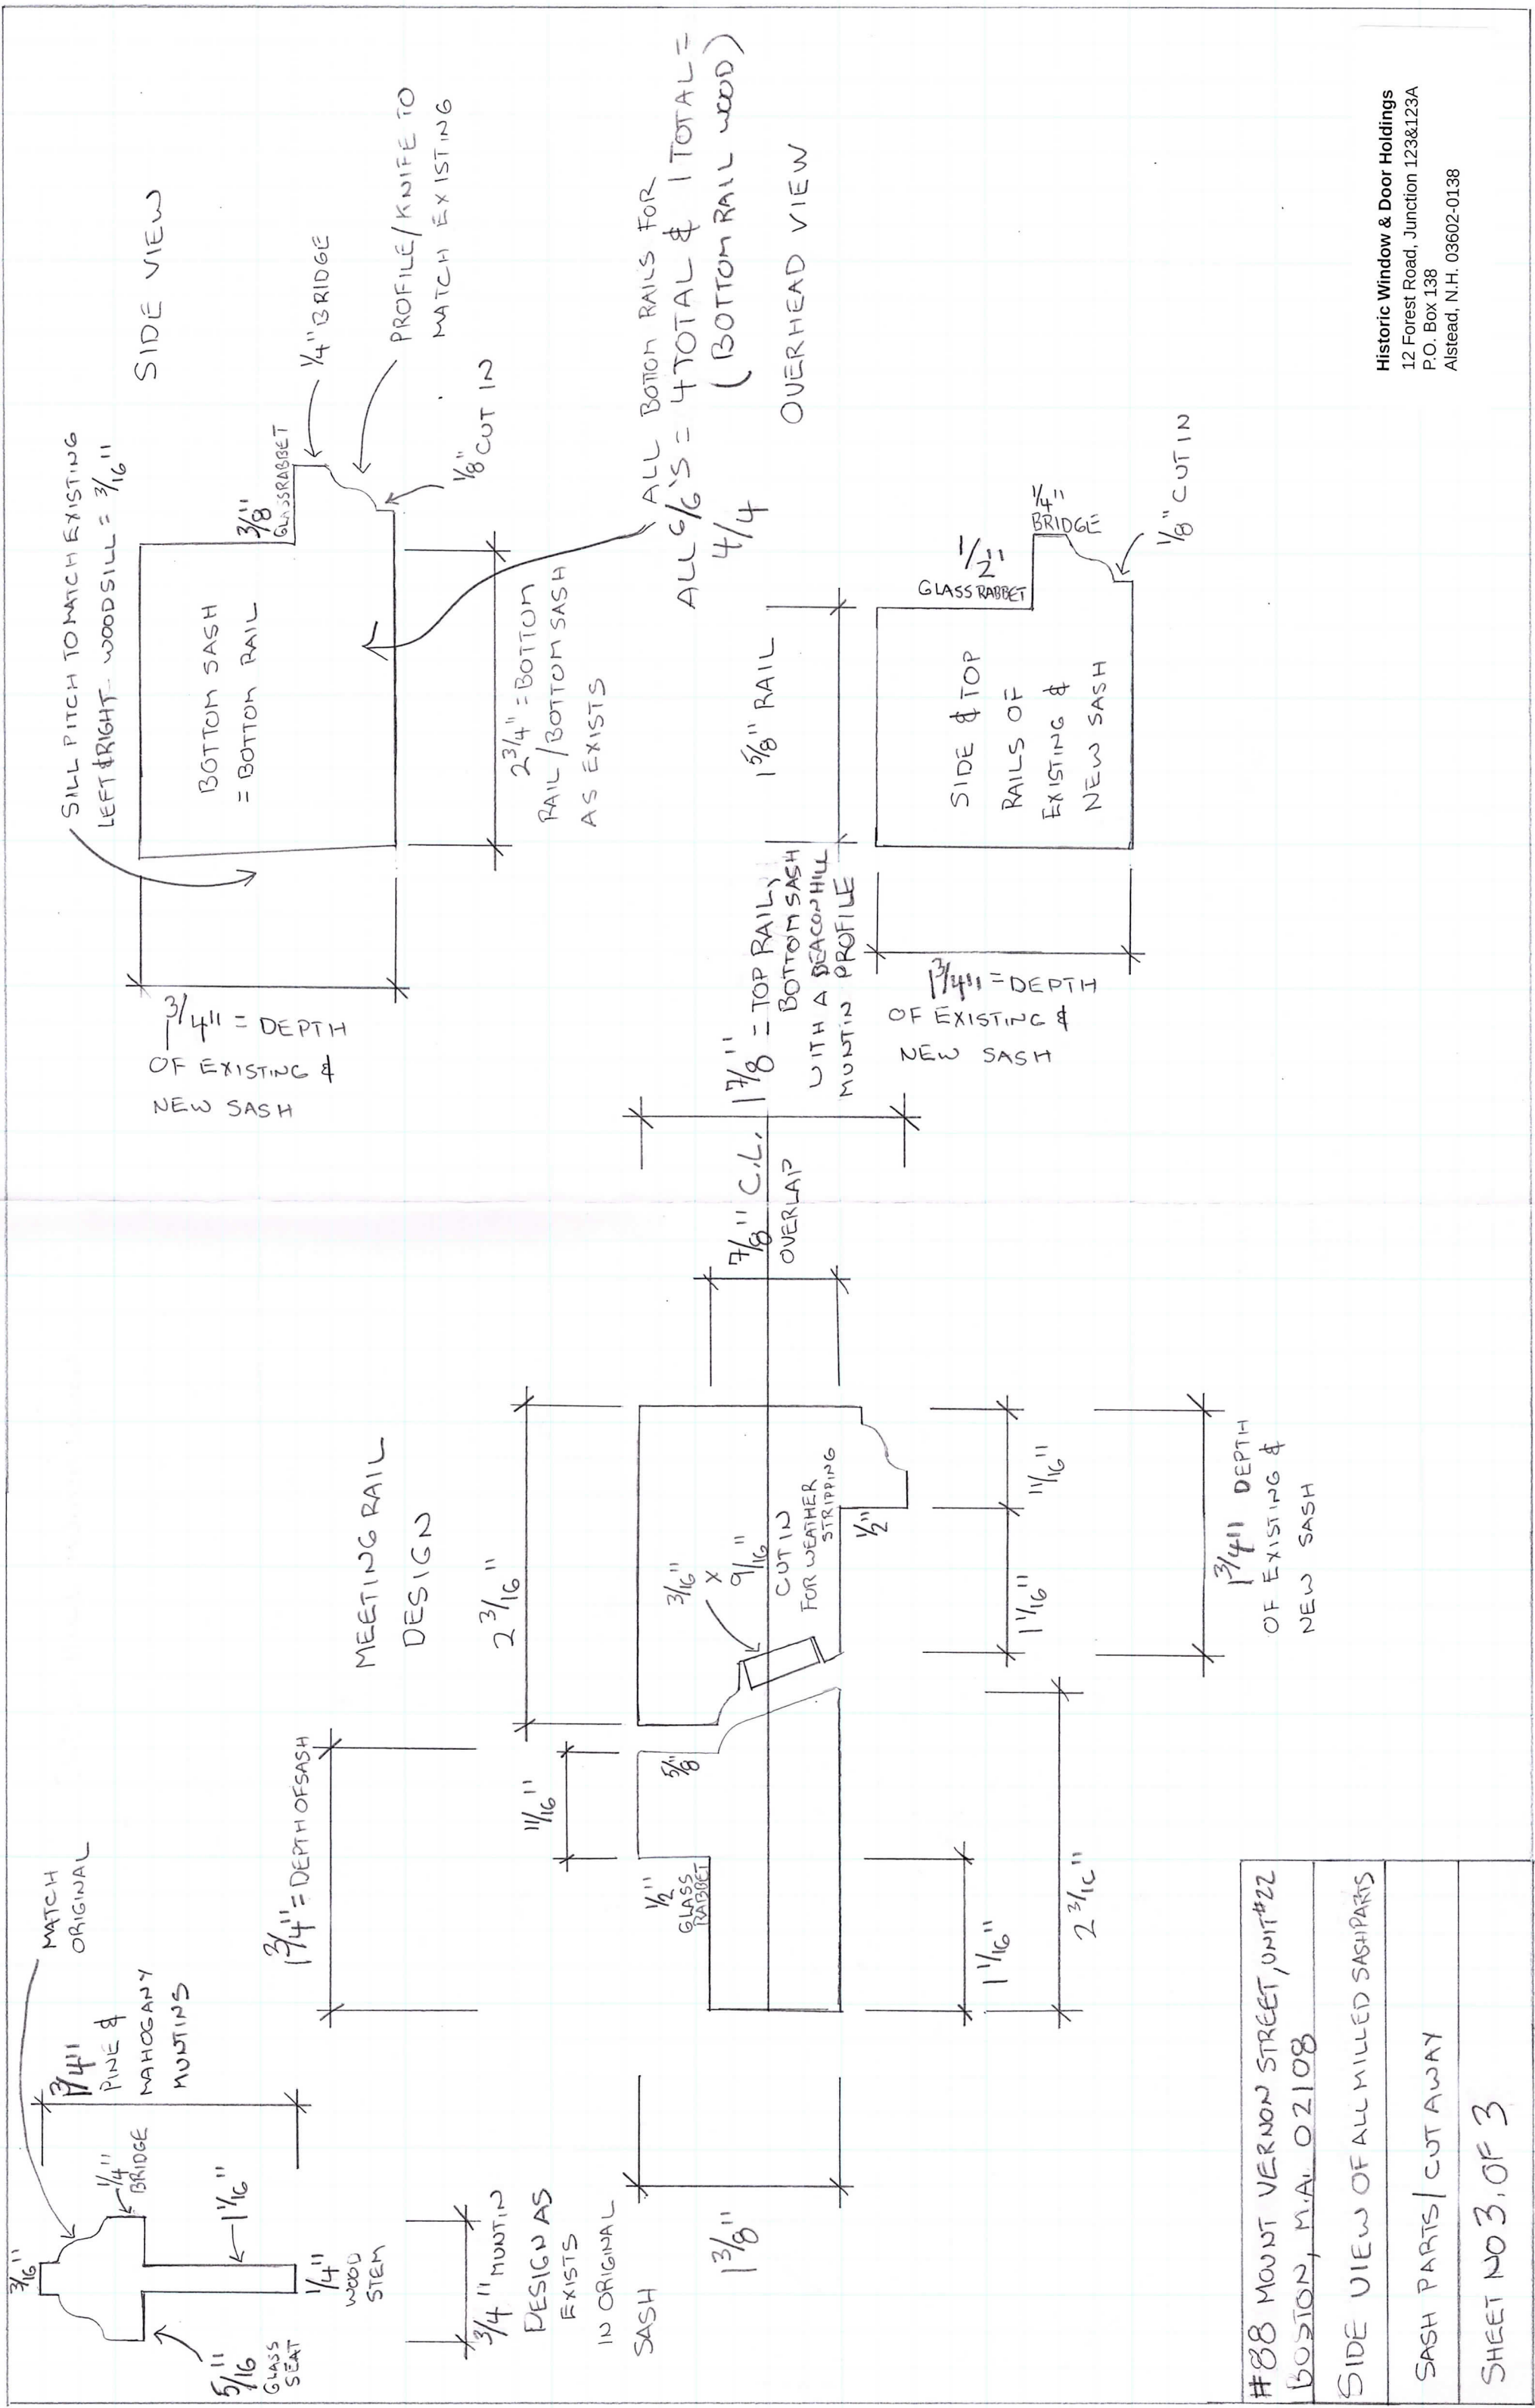 3/16"
MATCH
ORIGINAL
1 3/4"
PINE &
MAHOGANY
MUNTINS
1/4"
BRIDGE
1 1/16"
5/16"
GLASS
SEAT
1/4"
WOOD
STEM
3/4" MUNTIN
DESIGN AS
EXISTS
IN ORIGINAL
SASH
1 3/8"
1 3/4" = DEPTH OF SASH
MEETING RAIL
DESIGN
2 3/16"
11/16"
5/8"
1/2"
GLASS
RABBET
3/16"
X
9/16"
CUT IN
FOR WEATHER
STRIPPING
1/2"
1 1/16"
2 3/16"
1 1/16"
11/16"
1 3/4" DEPTH
OF EXISTING &
NEW SASH
7/8" C.L.
OVERLAP
1 7/8" = TOP RAIL,
BOTTOM SASH
WITH A BEACON HILL
MUNTIN PROFILE
SILL PITCH TO MATCH EXISTING
LEFT & RIGHT WOODSILL = 3/16"
SIDE VIEW
BOTTOM SASH
= BOTTOM RAIL
3/8"
GLASS RABBET
1/4" BRIDGE
PROFILE/KNIFE TO
MATCH EXISTING
1/8" CUT IN
1 3/4" = DEPTH
OF EXISTING &
NEW SASH
2 3/4" = BOTTOM
RAIL/BOTTOM SASH
AS EXISTS
ALL BOTTOM RAILS FOR
ALL 6/6'S = 4 TOTAL & 1 TOTAL =
4/4 (BOTTOM RAIL WOOD)
OVERHEAD VIEW
1 5/8" RAIL
1/2"
GLASS RABBET
1/4"
BRIDGE
1/8" CUT IN
SIDE & TOP
RAILS OF
EXISTING &
NEW SASH
1 3/4" = DEPTH
OF EXISTING &
NEW SASH
#88 MOUNT VERNON STREET, UNIT #22
BOSTON, M.A. 02108
SIDE VIEW OF ALL MILLED SASH PARTS
SASH PARTS/CUT AWAY
SHEET NO 3. OF 3
Historic Window & Door Holdings
12 Forest Road, Junction 123&123A
P.O. Box 138
Alstead, N.H. 03602-0138